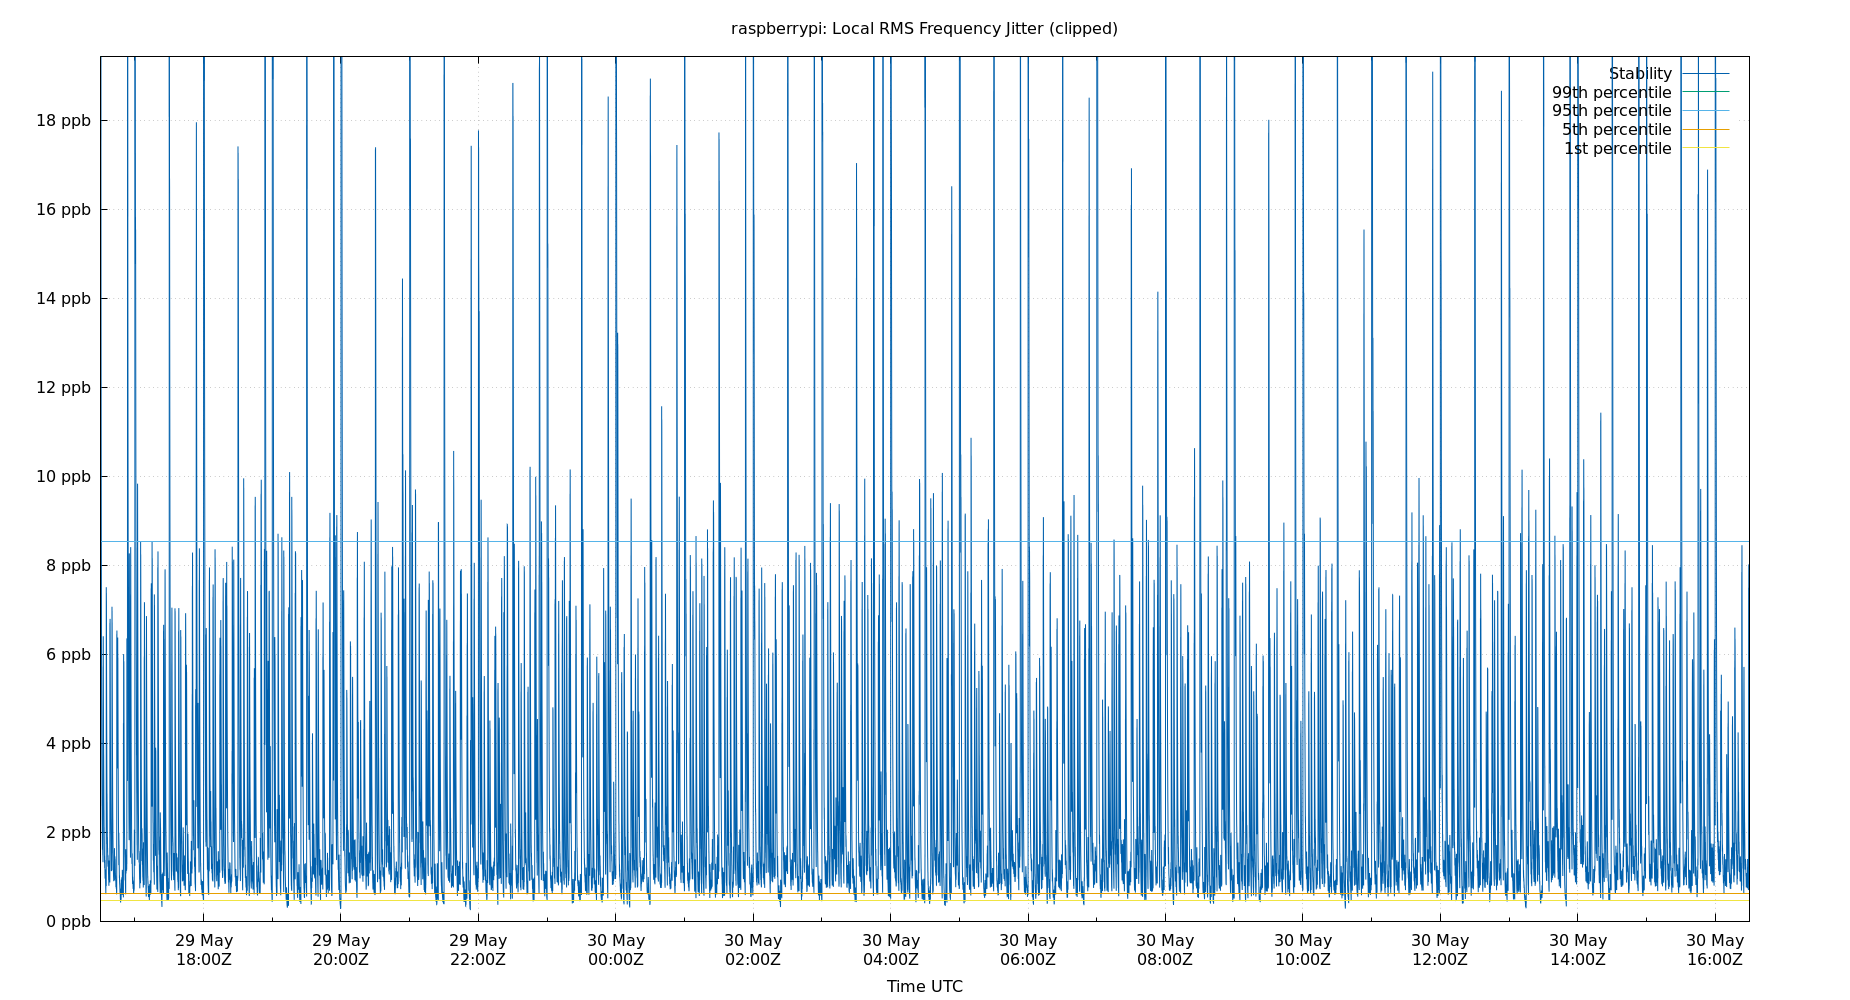 raspberrypi: Local RMS Frequency Jitter (clipped)
Stability
99th percentile
95th percentile
5th percentile
1st percentile
18 ppb
16 ppb
14 ppb
12 ppb
10 ppb
8 ppb
6 ppb
4 ppb
2 ppb
0 ppb
29 May 29 May 29 May 30 May 30 May 30 May 30 May 30 May 30 May 30 May 30 May 30 May
18:00Z 20:00Z 22:00Z 00:00Z 02:00Z 04:00Z 06:00Z 08:00Z 10:00Z 12:00Z 14:00Z 16:00Z
Time UTC